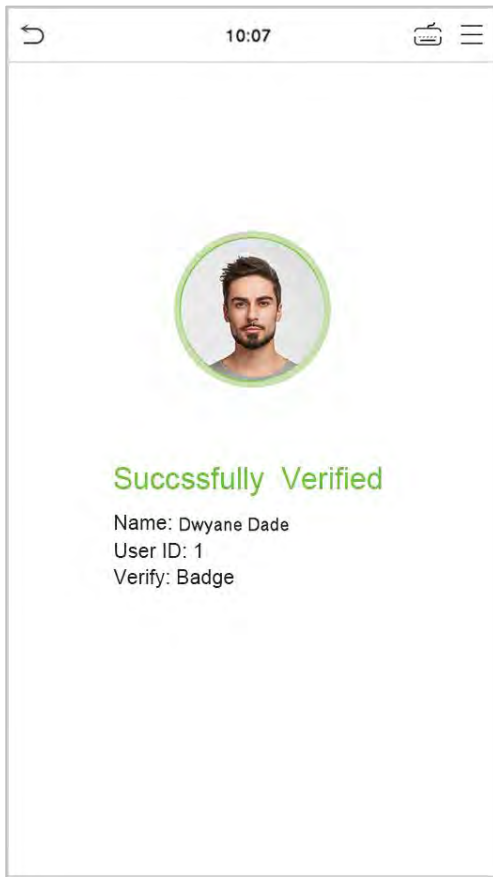 10:07
Succssfully Verified
Name: Dwyane Dade
User ID: 1
Verify: Badge